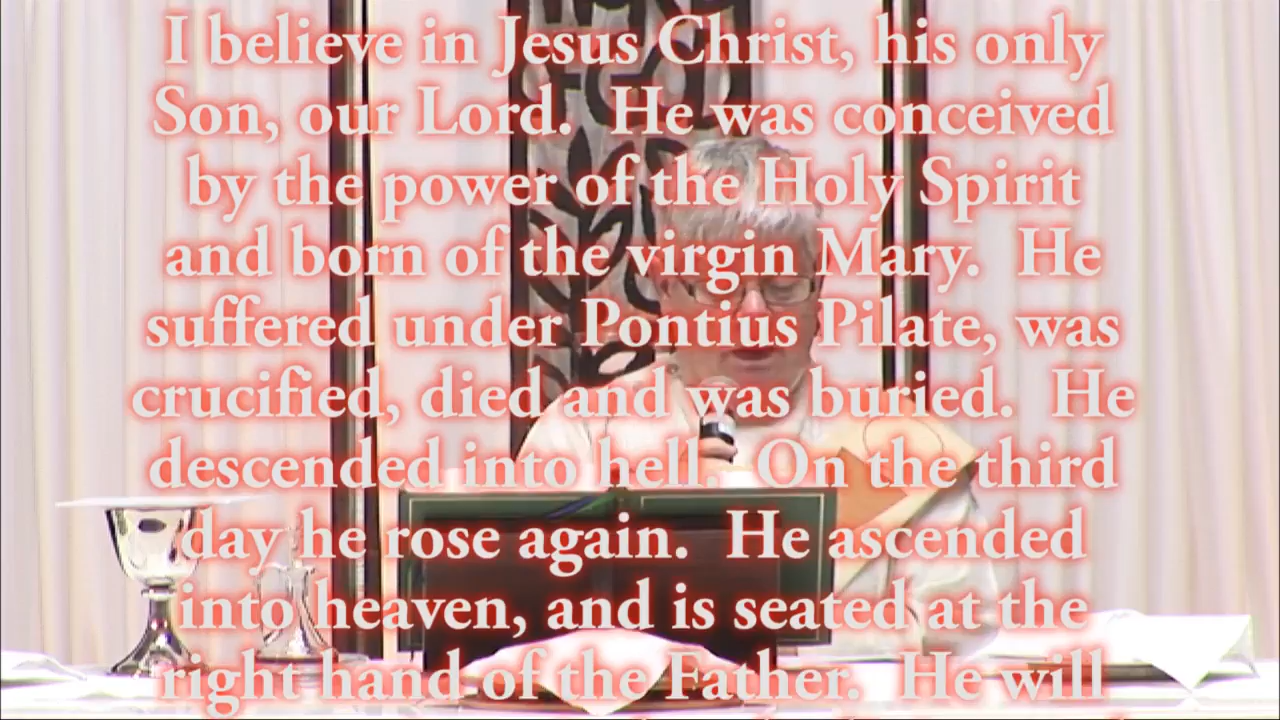 I believe in Jesus Christ, his only
Son, our Lord. He was conceived
by the power of the Holy Spirit
and born of the virgin Mary. He
suffered under Pontius Pilate, was
crucified, died and was buried. He
descended into hell. On the third
day he rose again. He ascended
into heaven, and is seated at the
right hand of the Father. He will